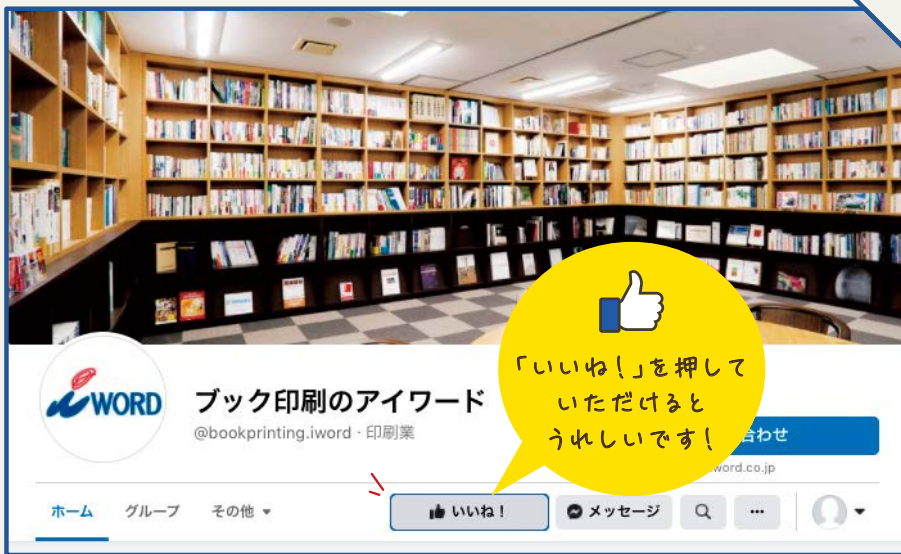 「いいね!」を押して
いただけると
うれしいです!
WORD
ブック印刷のアイワード
@bookprinting.iword · 印刷業
合わせ
word.co.jp
ホーム
グループ
その他
いいね!
メッセージ